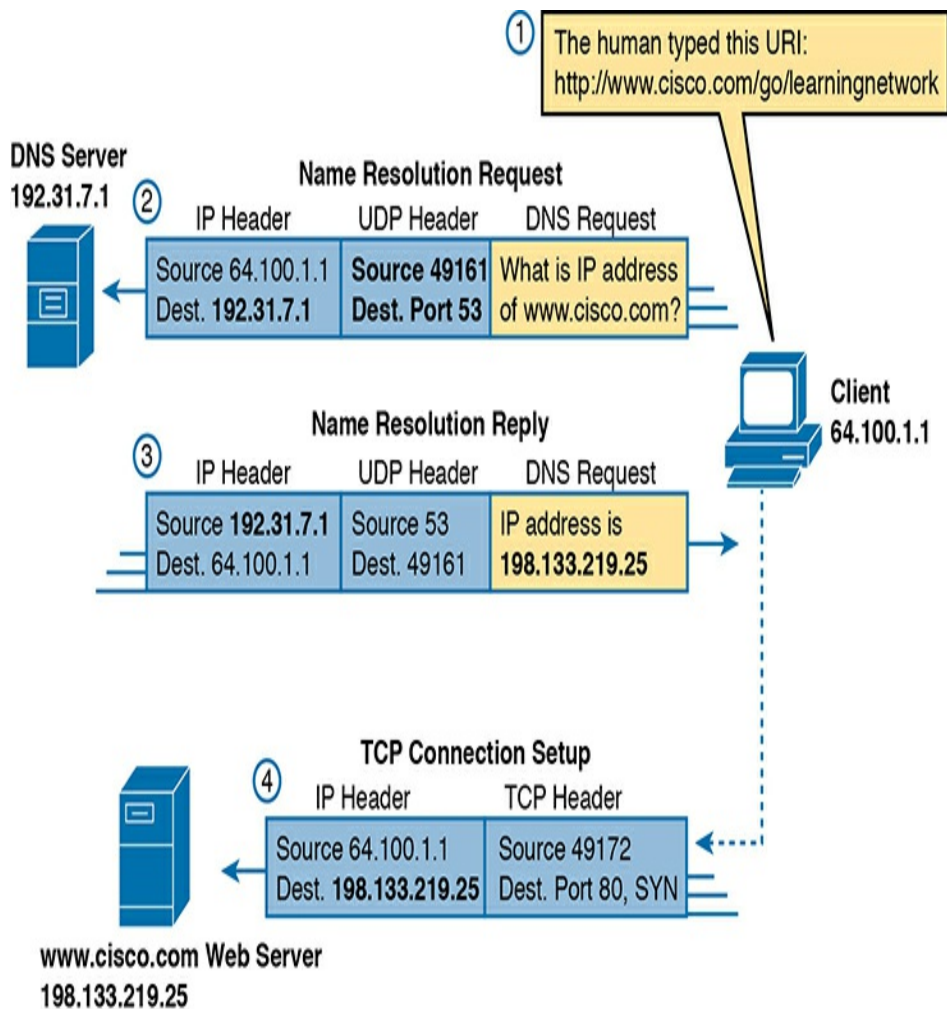 1
The human typed this URI:
http://www.cisco.com/go/learningnetwork
DNS Server
192.31.7.1
Name Resolution Request
2
IP Header
UDP Header
DNS Request
Source 64.100.1.1
Source 49161
What is IP address
Dest. 192.31.7.1
Dest. Port 53
of www.cisco.com?
Client
64.100.1.1
Name Resolution Reply
3
IP Header
UDP Header
DNS Request
Source 192.31.7.1
Source 53
IP address is
Dest. 64.100.1.1
Dest. 49161
198.133.219.25
TCP Connection Setup
4
IP Header
TCP Header
Source 64.100.1.1
Source 49172
Dest. 198.133.219.25
Dest. Port 80, SYN
www.cisco.com Web Server
198.133.219.25